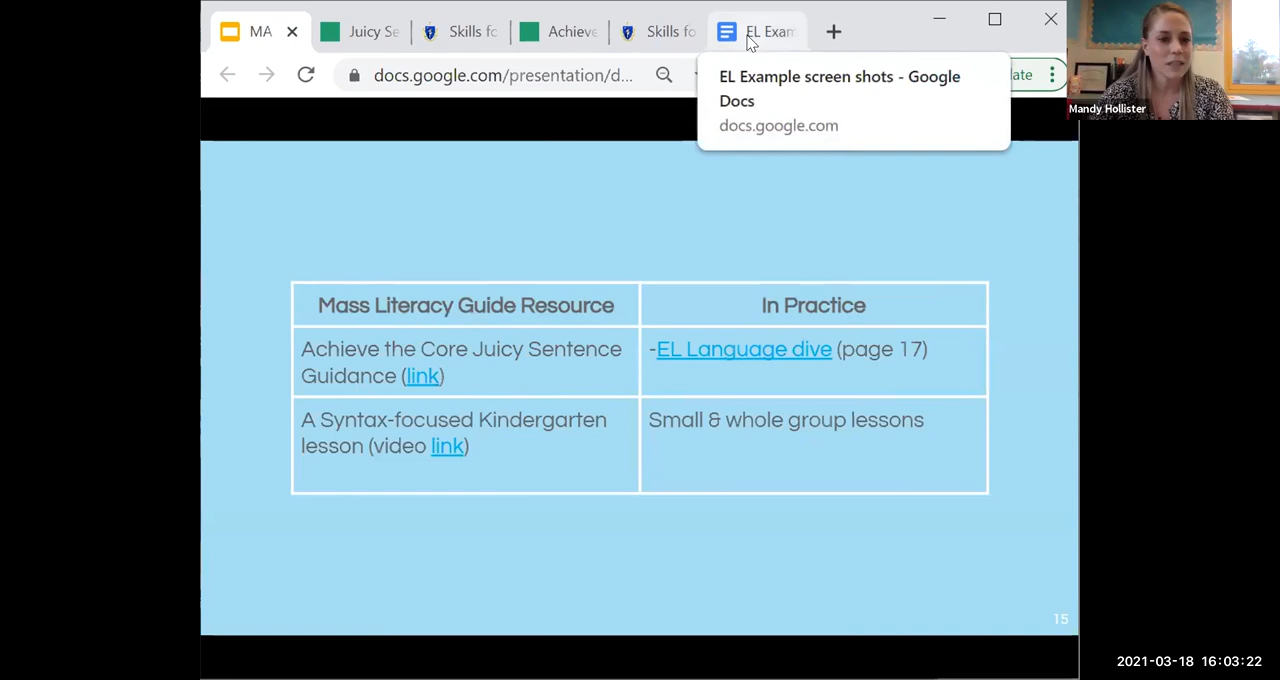 MA
Juicy Se
Skills fo
Achieve
Skills fo
EL Exam
docs.google.com/presentation/d...
EL Example screen shots - Google
Docs
docs.google.com
Mandy Hollister
Mass Literacy Guide Resource
In Practice
Achieve the Core Juicy Sentence
Guidance (link)
-EL Language dive (page 17)
A Syntax-focused Kindergarten
lesson (video link)
Small & whole group lessons
15
2021-03-18 16:03:22